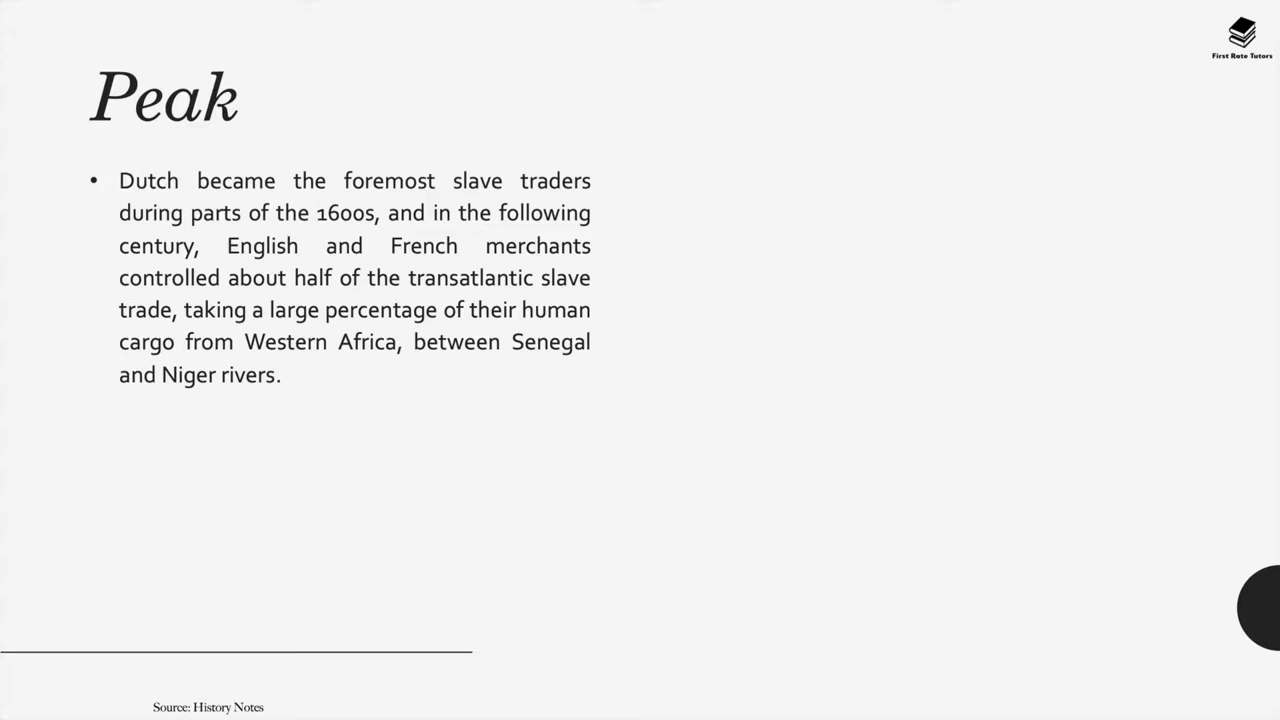 First Rate Tutors
Peak
• Dutch became the foremost slave traders
during parts of the 1600s, and in the following
century, English and French merchants
controlled about half of the transatlantic slave
trade, taking a large percentage of their human
cargo from Western Africa, between Senegal
and Niger rivers.
Source: History Notes